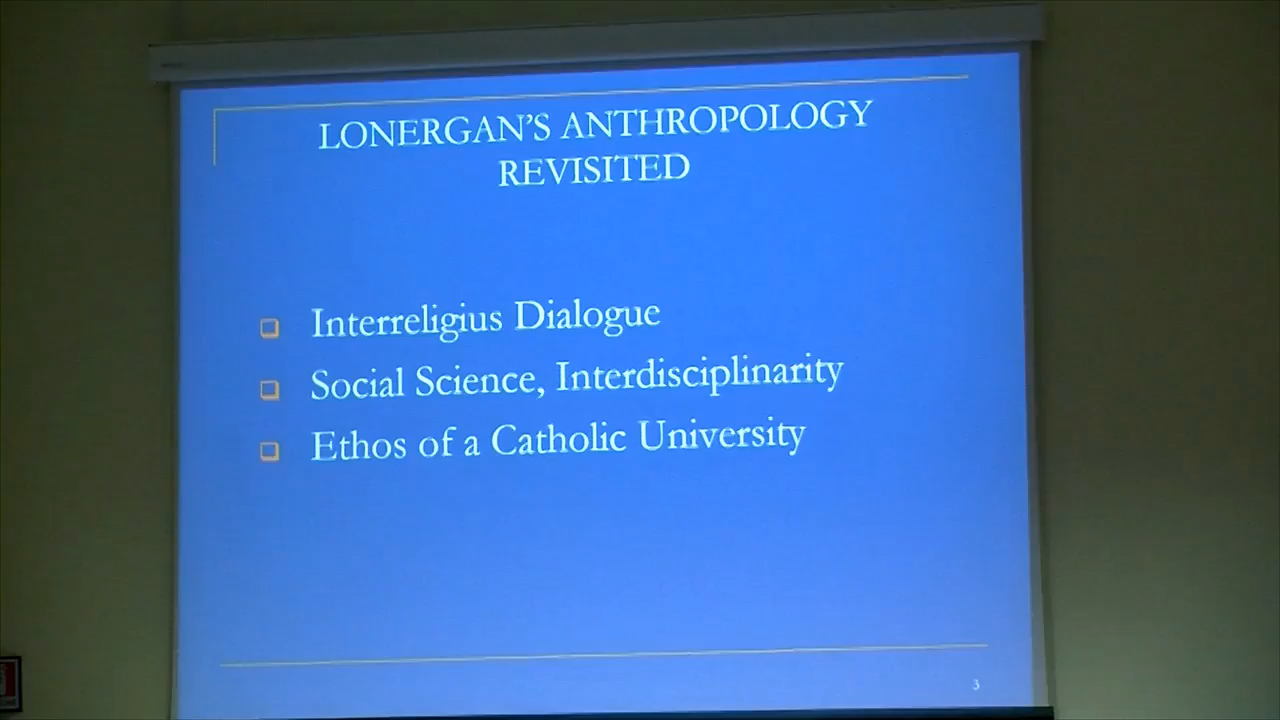 LONERGAN'S ANTHROPOLOGY
REVISITED
Interreligius Dialogue
Social Science, Interdisciplinarity
Ethos of a Catholic University
3